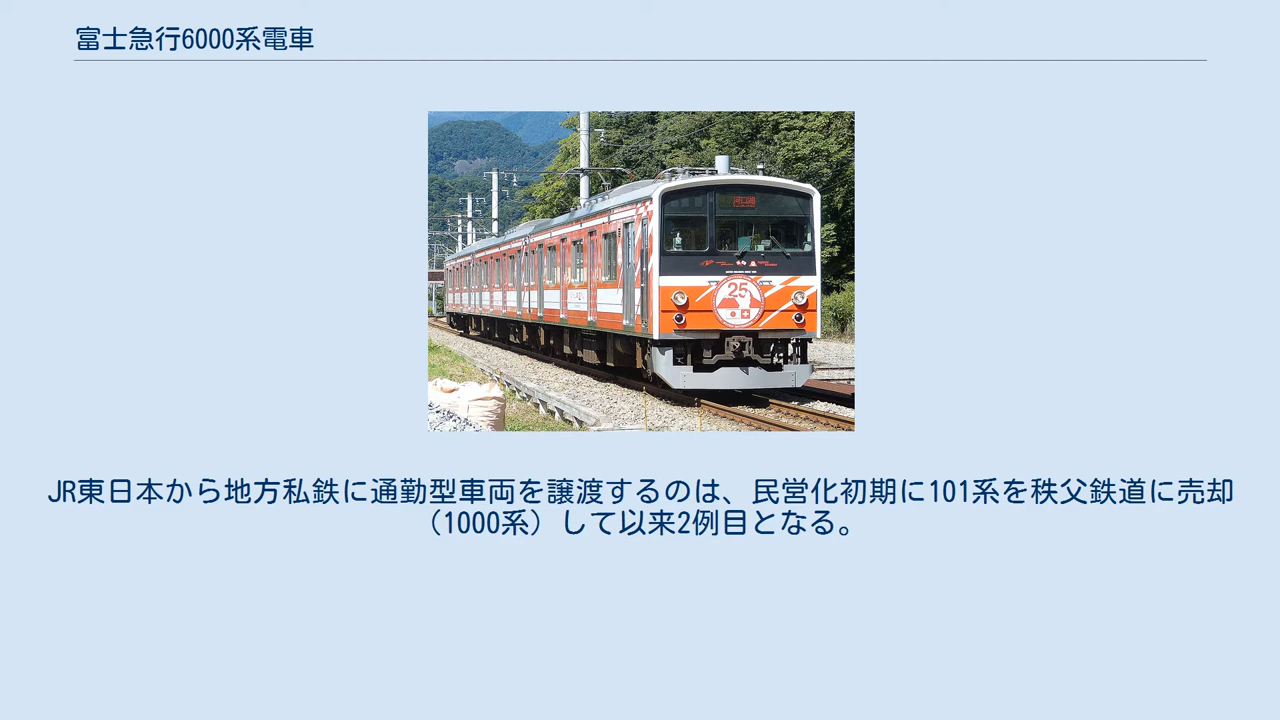 富士急行6000系電車
25
JR東日本から地方私鉄に通勤型車両を譲渡するのは、民営化初期に101系を秩父鉄道に売却
（1000系）して以来2例目となる。